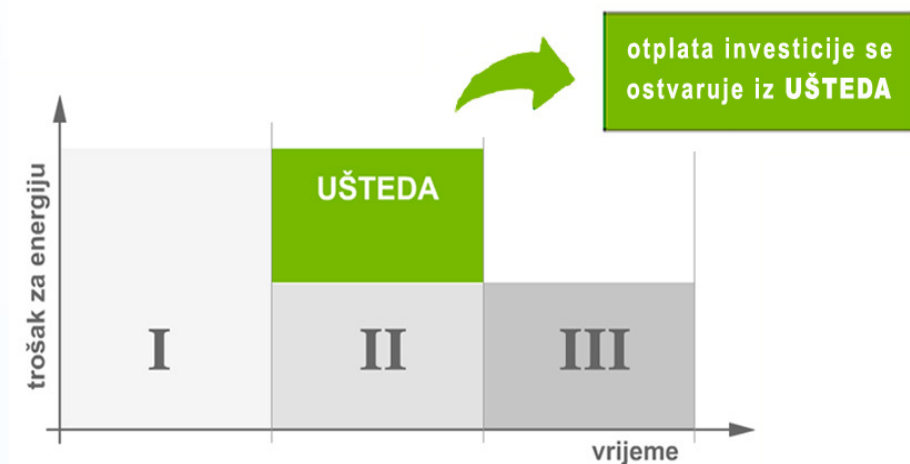 otplata investicije se
ostvaruje iz UŠTEDA
trošak za energiju
UŠTEDA
I
II
III
vrijeme